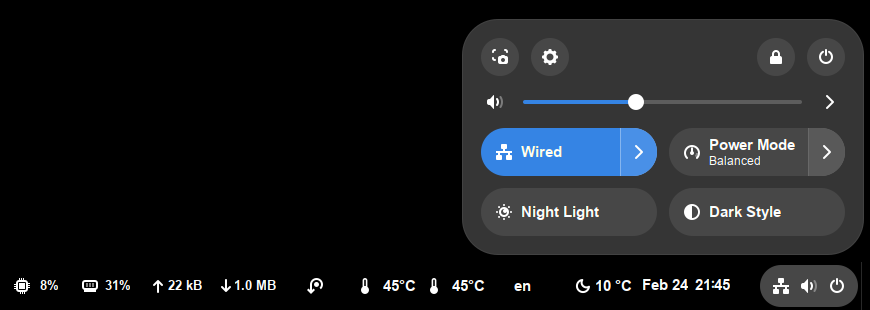 Wired
Power Mode
Balanced
Night Light
Dark Style
8% 31% 22 kB 1.0 MB 45°C 45°C en 10 °C Feb 24 21:45